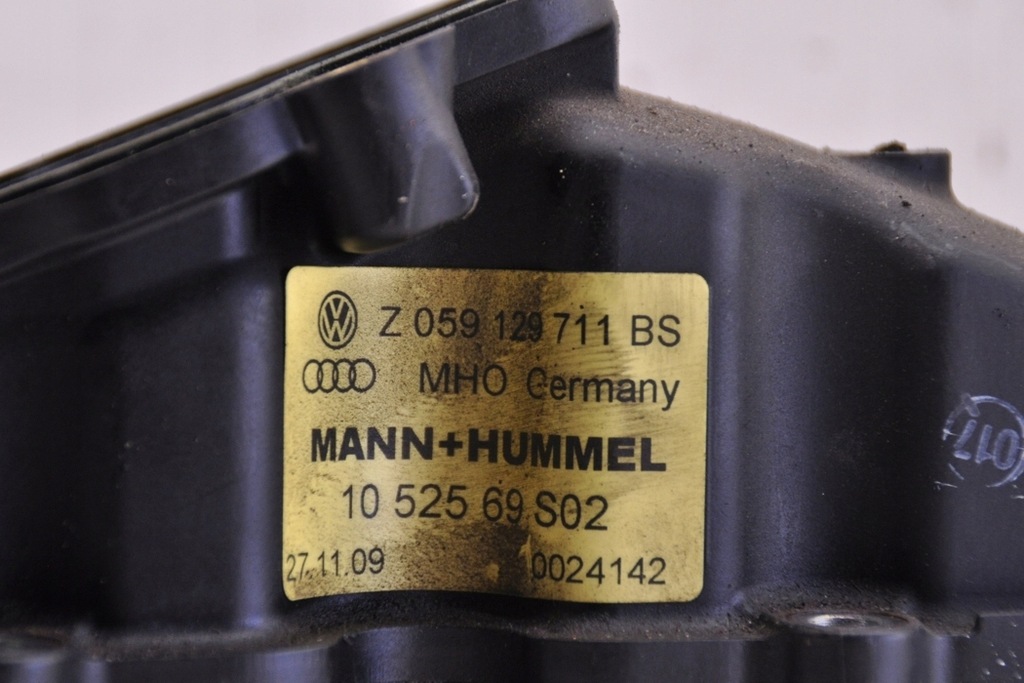 Z 059 129 711 BS
MHO Germany
MANN+HUMMEL
10 525 69 S02
27.11.09 0024142